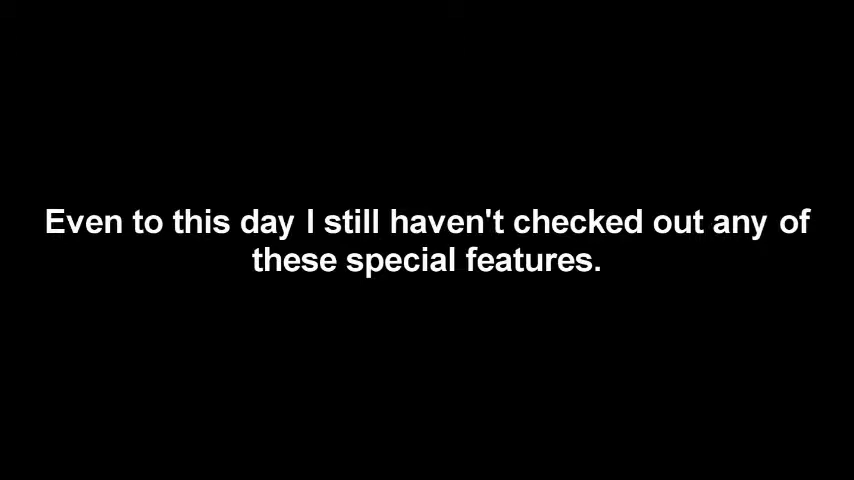 Even to this day I still haven't checked out any of
these special features.